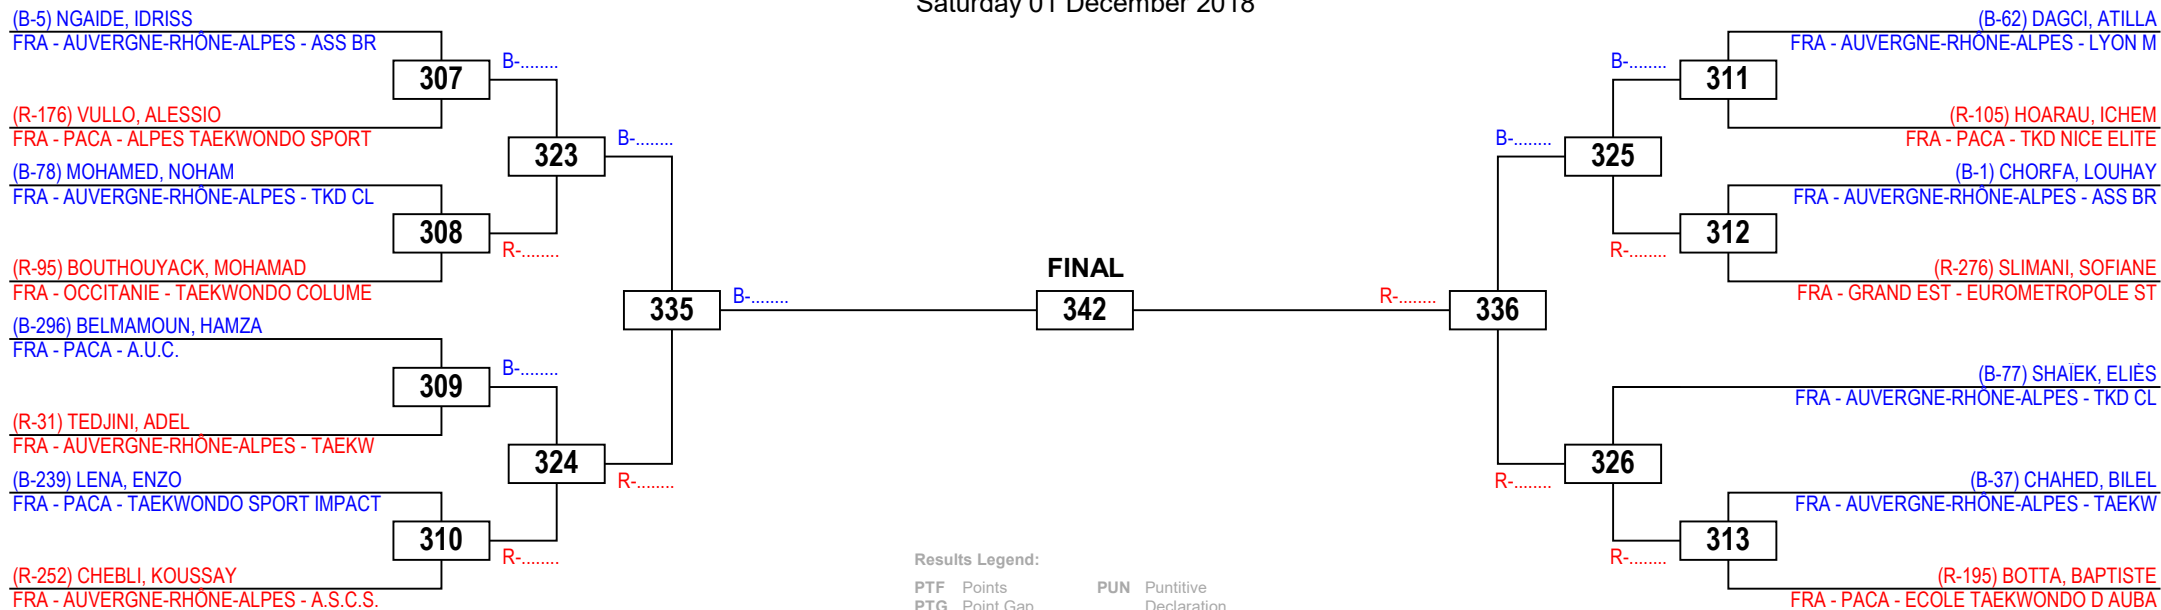 Saturday 01 December 2018
(B-5) NGAIDE, IDRISS
FRA - AUVERGNE-RHÔNE-ALPES - ASS BR
307
(R-176) VULLO, ALESSIO
FRA - PACA - ALPES TAEKWONDO SPORT
B-........
323
(B-78) MOHAMED, NOHAM
FRA - AUVERGNE-RHÔNE-ALPES - TKD CL
308
R-........
(R-95) BOUTHOUYACK, MOHAMAD
FRA - OCCITANIE - TAEKWONDO COLUME
B-........
335
B-........
(B-296) BELMAMOUN, HAMZA
FRA - PACA - A.U.C.
309
B-........
(R-31) TEDJINI, ADEL
FRA - AUVERGNE-RHÔNE-ALPES - TAEKW
324
R-........
(B-239) LENA, ENZO
FRA - PACA - TAEKWONDO SPORT IMPACT
310
R-........
(R-252) CHEBLI, KOUSSAY
FRA - AUVERGNE-RHÔNE-ALPES - A.S.C.S.
FINAL
342
(B-62) DAGCI, ATILLA
FRA - AUVERGNE-RHÔNE-ALPES - LYON M
B-........
311
(R-105) HOARAU, ICHEM
FRA - PACA - TKD NICE ELITE
B-........
325
(B-1) CHORFA, LOUHAY
FRA - AUVERGNE-RHÔNE-ALPES - ASS BR
312
R-........
(R-276) SLIMANI, SOFIANE
FRA - GRAND EST - EUROMETROPOLE ST
R-........
336
(B-77) SHAÏEK, ELIÈS
FRA - AUVERGNE-RHÔNE-ALPES - TKD CL
326
R-........
(B-37) CHAHED, BILEL
FRA - AUVERGNE-RHÔNE-ALPES - TAEKW
313
R-........
(R-195) BOTTA, BAPTISTE
FRA - PACA - ECOLE TAEKWONDO D AUBA
Results Legend:
PTF Points PUN Puntitive
PTG Point Gap Declaration